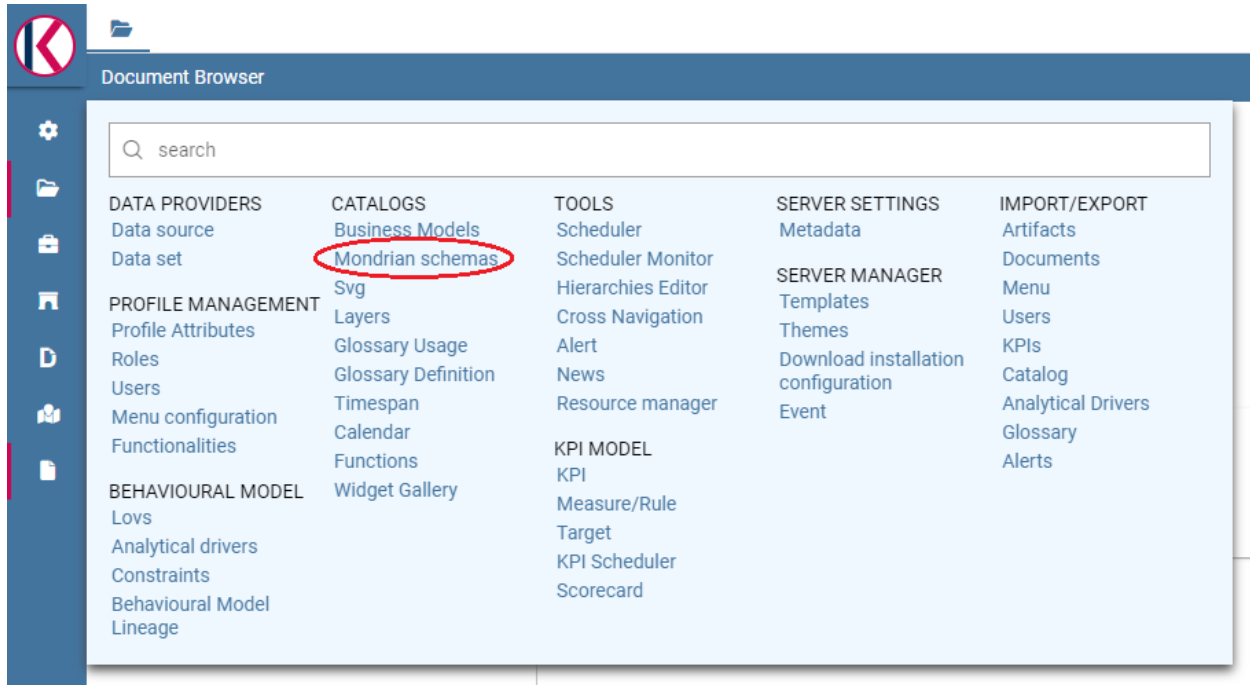 Document Browser
search
DATA PROVIDERS
Data source
Data set
PROFILE MANAGEMENT
Profile Attributes
Roles
Users
Menu configuration
Functionalities
BEHAVIOURAL MODEL
Lovs
Analytical drivers
Constraints
Behavioural Model
Lineage
CATALOGS
Business Models
Mondrian schemas
Svg
Layers
Glossary Usage
Glossary Definition
Timespan
Calendar
Functions
Widget Gallery
TOOLS
Scheduler
Scheduler Monitor
Hierarchies Editor
Cross Navigation
Alert
News
Resource manager
KPI MODEL
KPI
Measure/Rule
Target
KPI Scheduler
Scorecard
SERVER SETTINGS
Metadata
SERVER MANAGER
Templates
Themes
Download installation
configuration
Event
IMPORT/EXPORT
Artifacts
Documents
Menu
Users
KPIs
Catalog
Analytical Drivers
Glossary
Alerts